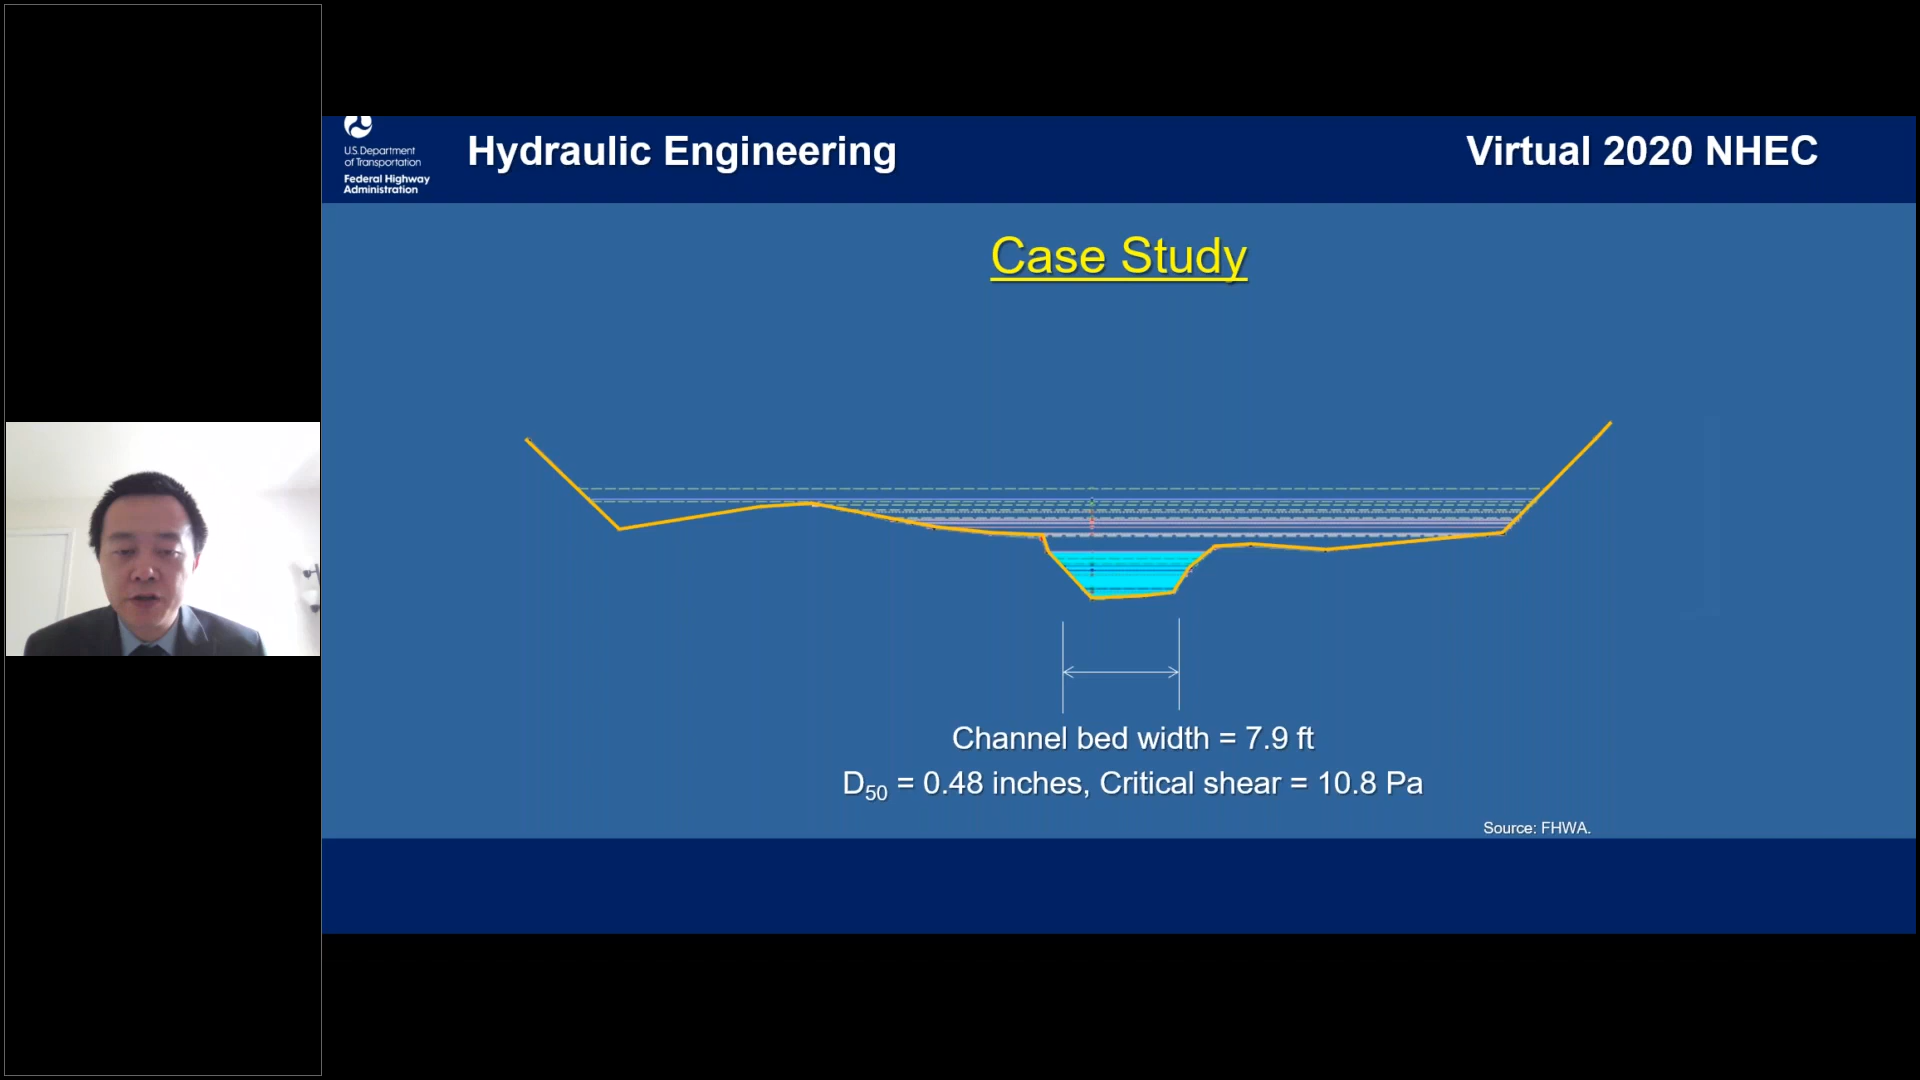 U.S. Department
of Transportation
Federal Highway
Administration
Hydraulic Engineering
Virtual 2020 NHEC
Case Study
Channel bed width = 7.9 ft
D50 = 0.48 inches, Critical shear = 10.8 Pa
Source: FHWA.